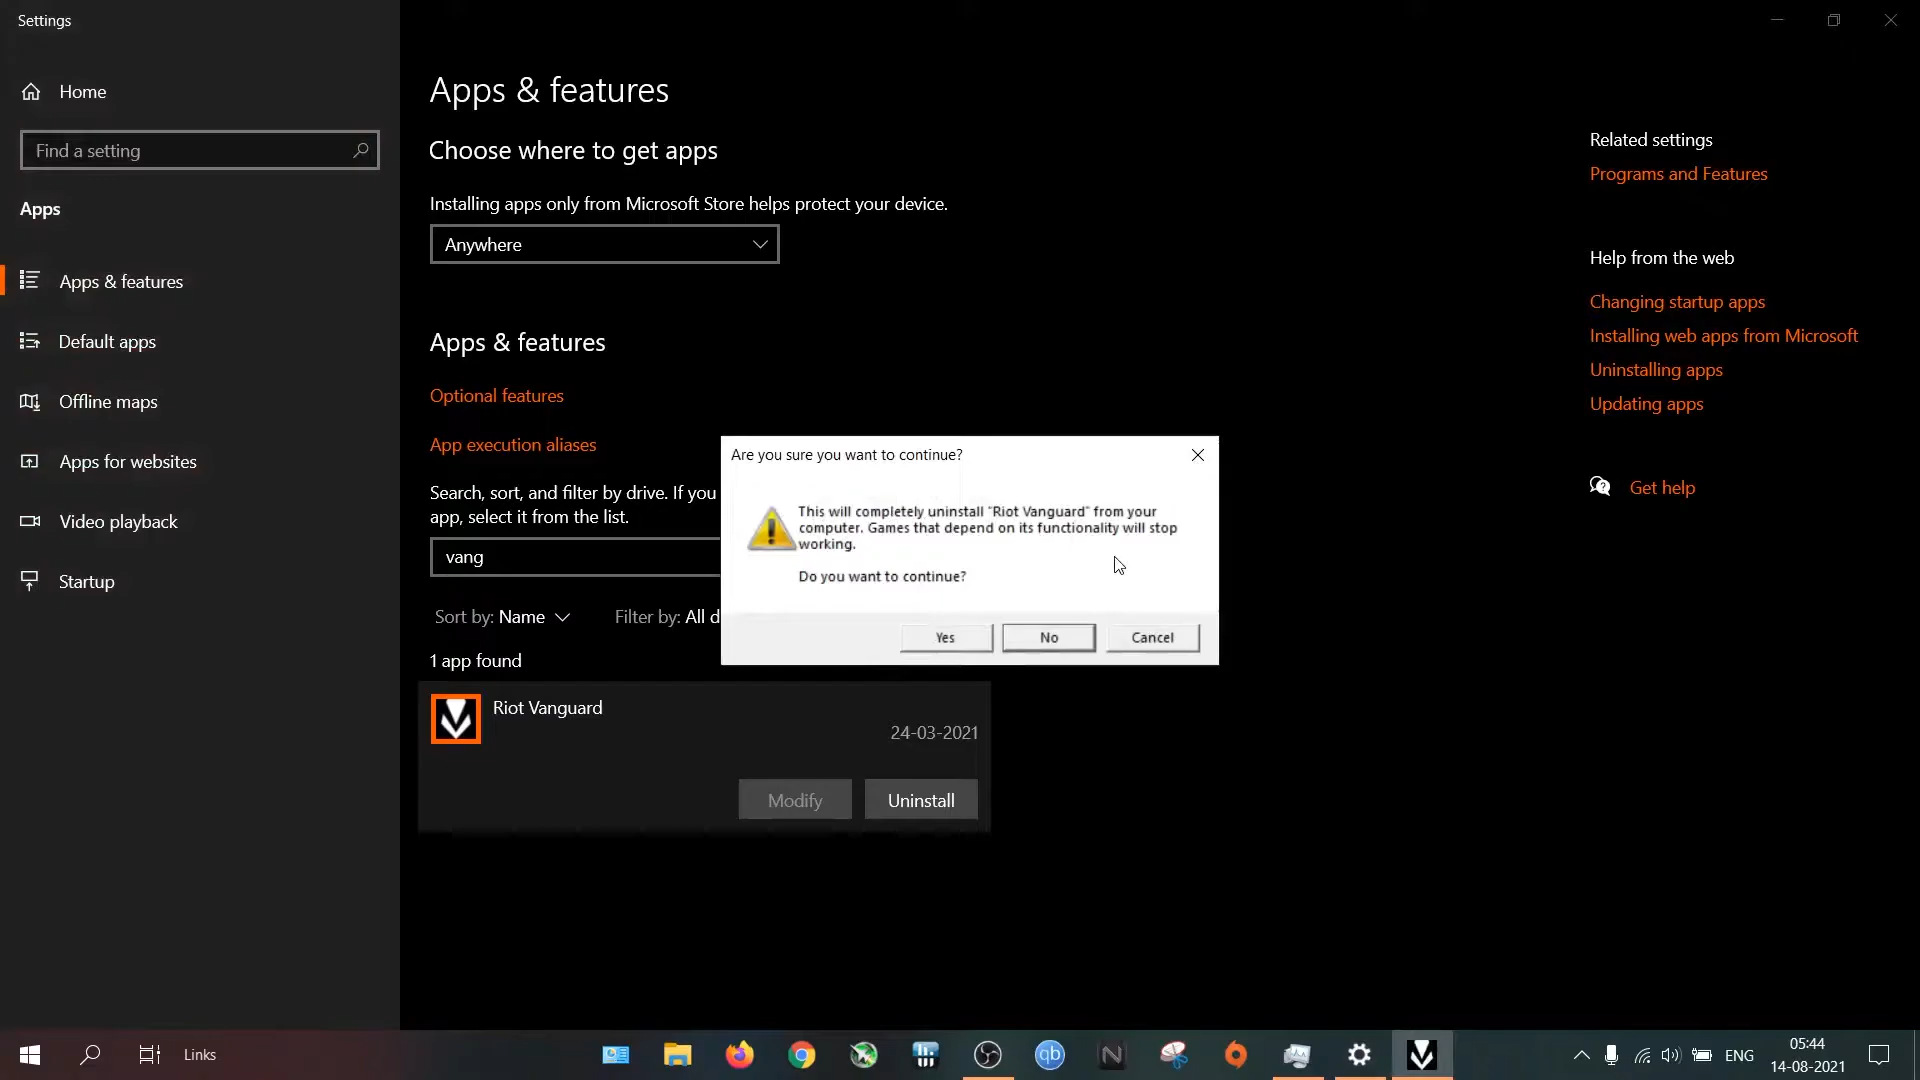 Settings
Home
Find a setting
Apps
Apps & features
Default apps
Offline maps
Apps for websites
Video playback
Startup
Apps & features
Choose where to get apps
Installing apps only from Microsoft Store helps protect your device.
Anywhere
Apps & features
Optional features
App execution aliases
Search, sort, and filter by drive. If you
app, select it from the list.
vang
Sort by: Name
Filter by: All d
1 app found
Riot Vanguard
24-03-2021
Modify
Uninstall
Are you sure you want to continue?
This will completely uninstall "Riot Vanguard" from your
computer. Games that depend on its functionality will stop
working.
Do you want to continue?
Yes
No
Cancel
Related settings
Programs and Features
Help from the web
Changing startup apps
Installing web apps from Microsoft
Uninstalling apps
Updating apps
Get help
Links
qb
N
ENG
05:44
14-08-2021